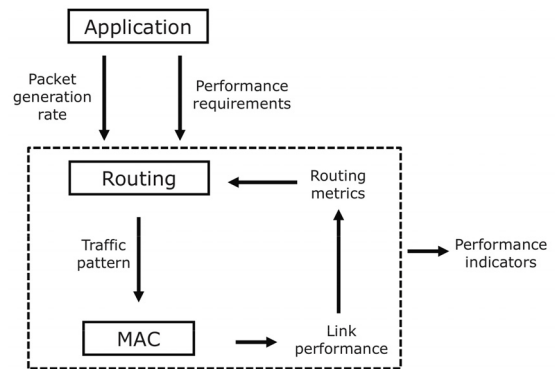 Application
Packet
generation
rate
Performance
requirements
Routing
Routing
metrics
Traffic
pattern
Performance
indicators
MAC
Link
performance